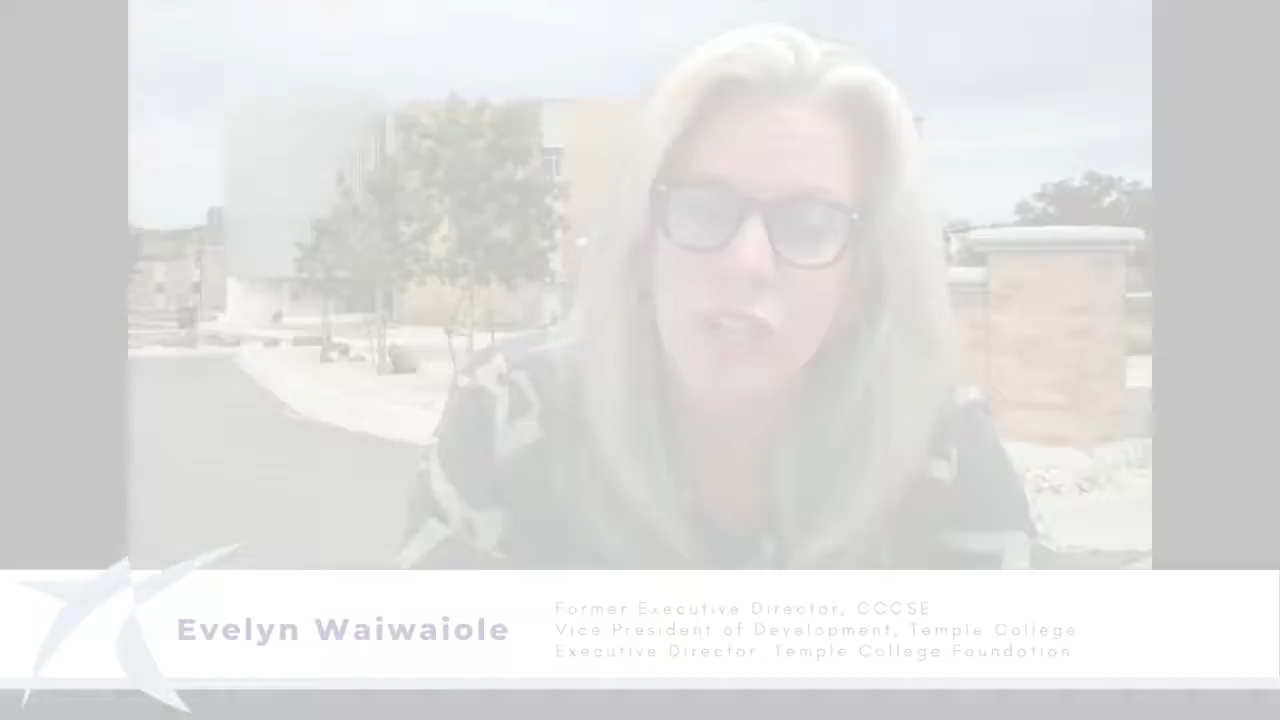 Evelyn Waiwaiole
Former Executive Director, CCCSE
Vice President of Development, Temple College
Executive Director, Temple College Foundation